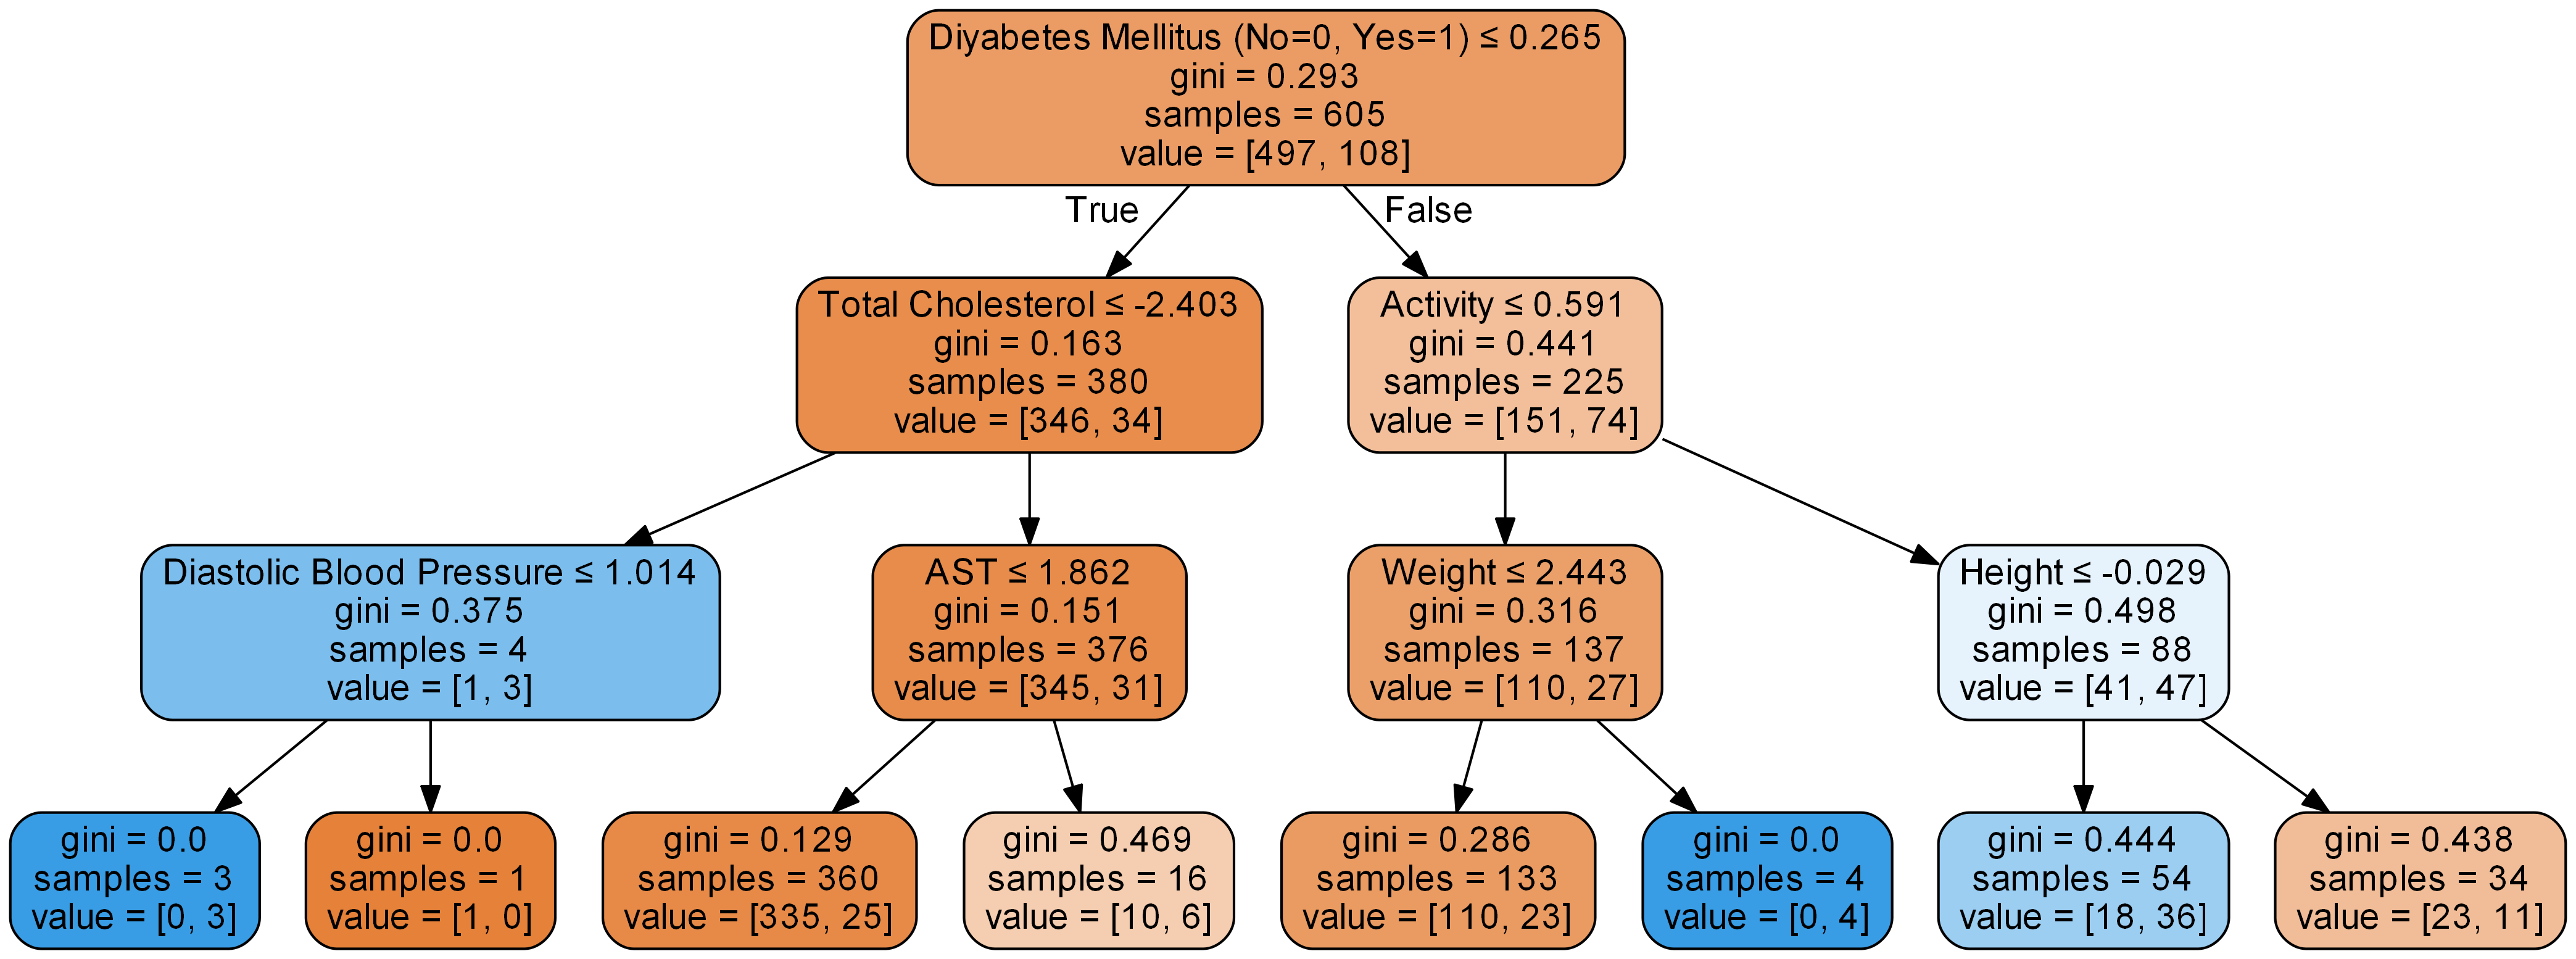 Diyabetes Mellitus (No=0, Yes=1) ≤ 0.265
gini = 0.293
samples = 605
value = [497, 108]
True
False
Total Cholesterol ≤ -2.403
gini = 0.163
samples = 380
value = [346, 34]
Activity ≤ 0.591
gini = 0.441
samples = 225
value = [151, 74]
Diastolic Blood Pressure ≤ 1.014
gini = 0.375
samples = 4
value = [1, 3]
AST ≤ 1.862
gini = 0.151
samples = 376
value = [345, 31]
Weight ≤ 2.443
gini = 0.316
samples = 137
value = [110, 27]
Height ≤ -0.029
gini = 0.498
samples = 88
value = [41, 47]
gini = 0.0
samples = 3
value = [0, 3]
gini = 0.0
samples = 1
value = [1, 0]
gini = 0.129
samples = 360
value = [335, 25]
gini = 0.469
samples = 16
value = [10, 6]
gini = 0.286
samples = 133
value = [110, 23]
gini = 0.0
samples = 4
value = [0, 4]
gini = 0.444
samples = 54
value = [18, 36]
gini = 0.438
samples = 34
value = [23, 11]